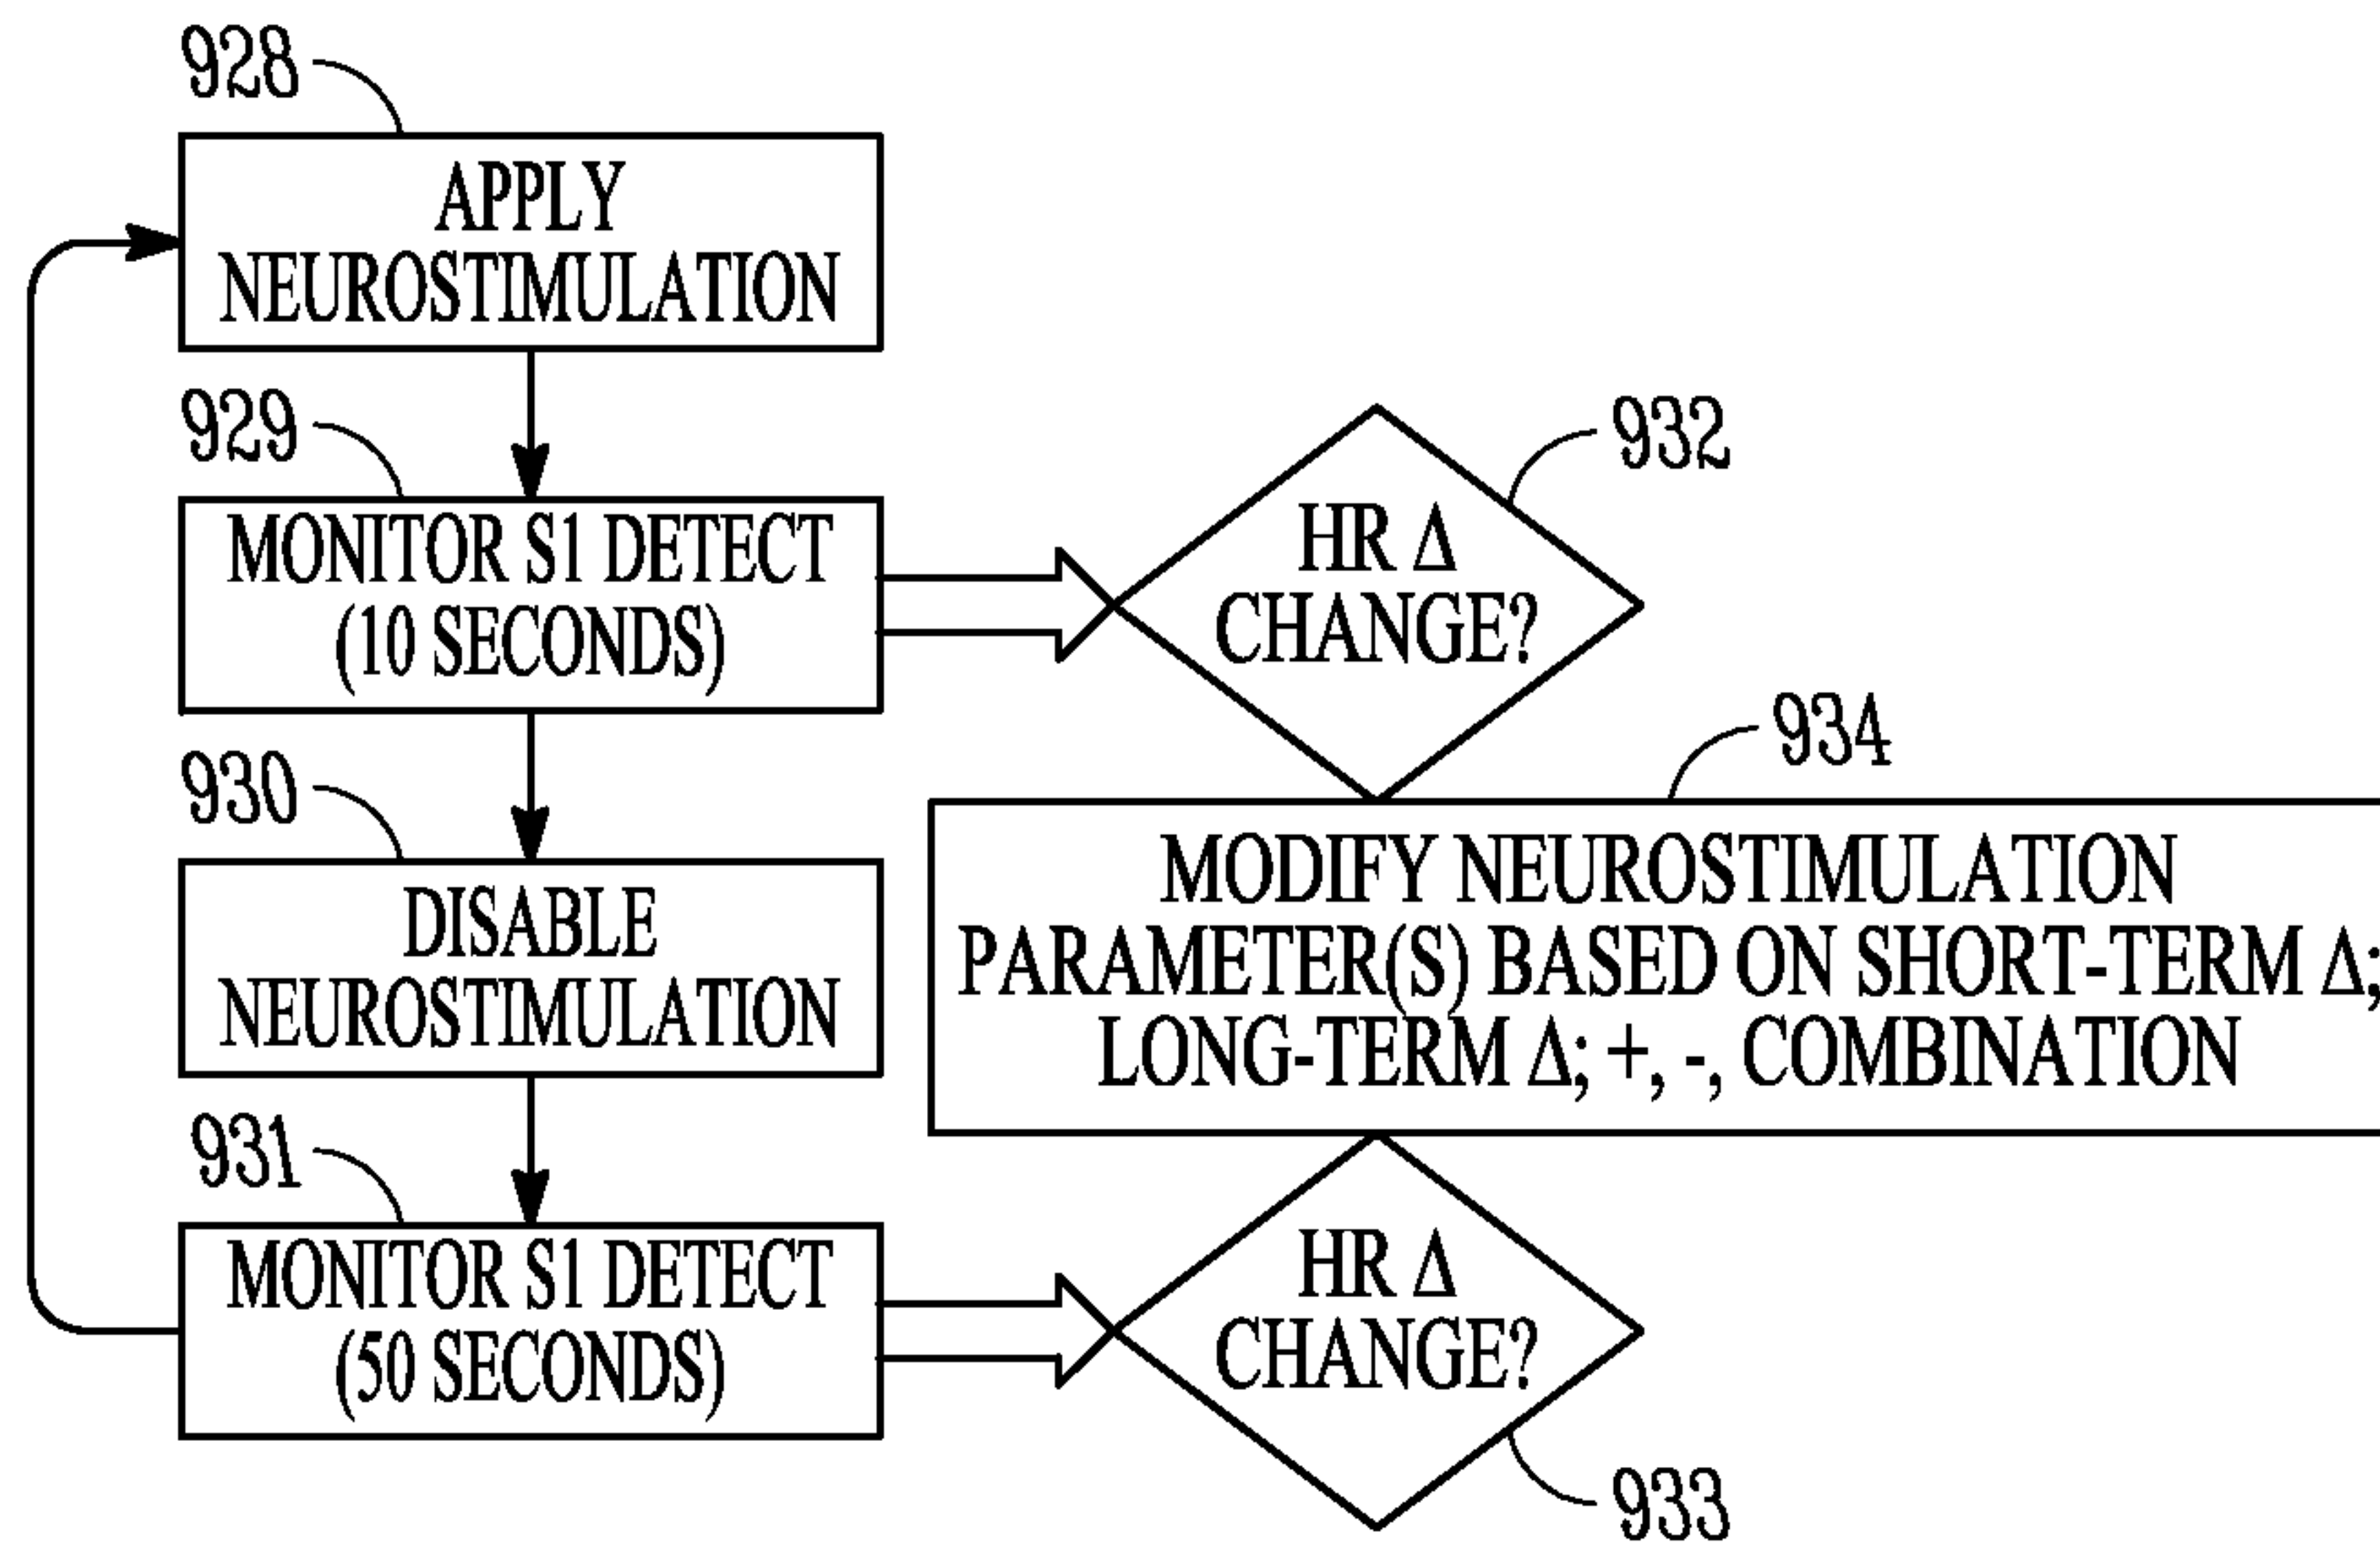 928
APPLY
NEUROSTIMULATION
929
MONITOR S1 DETECT
(10 SECONDS)
932
HR Δ
CHANGE?
930
DISABLE
NEUROSTIMULATION
934
MODIFY NEUROSTIMULATION
PARAMETER(S) BASED ON SHORT-TERM Δ;
LONG-TERM Δ; +, -, COMBINATION
931
MONITOR S1 DETECT
(50 SECONDS)
HR Δ
CHANGE?
933